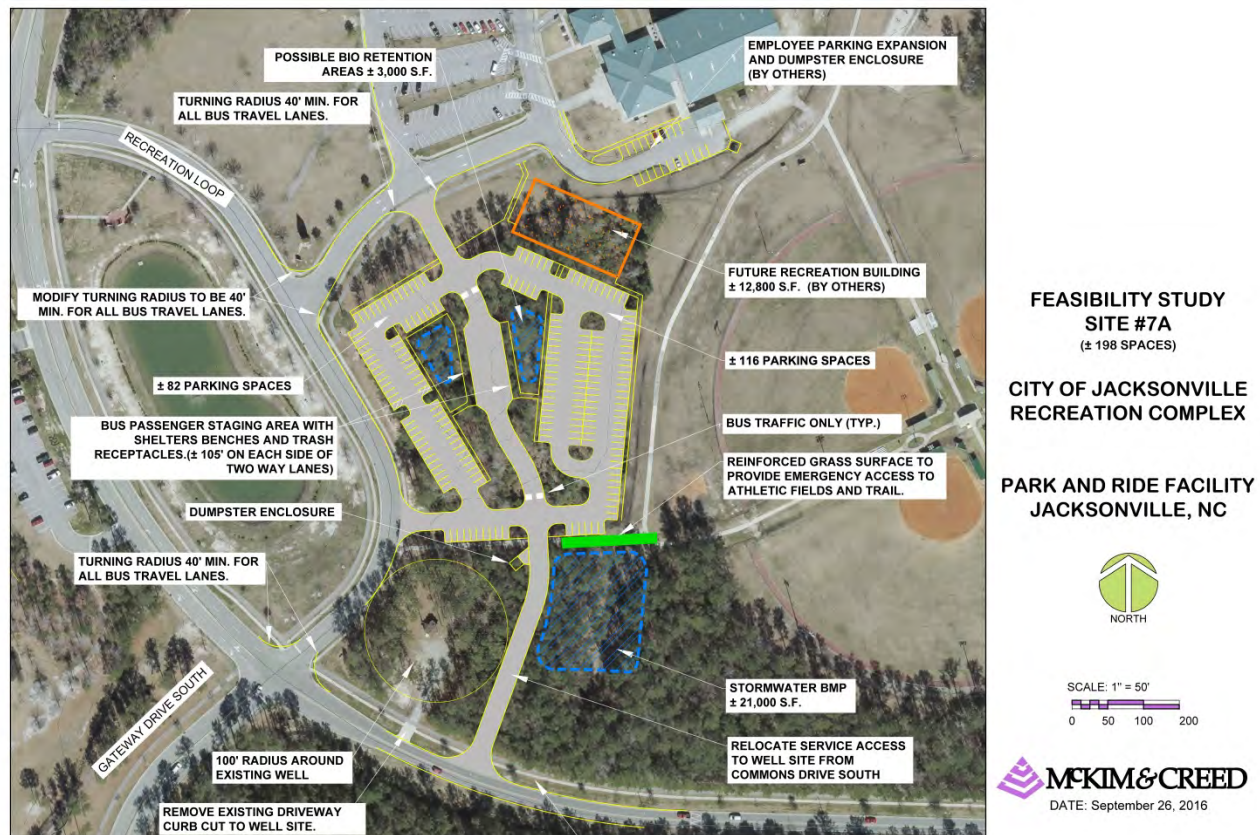 POSSIBLE BIO RETENTION
AREAS ± 3,000 S.F.
EMPLOYEE PARKING EXPANSION
AND DUMPSTER ENCLOSURE
(BY OTHERS)
TURNING RADIUS 40' MIN. FOR
ALL BUS TRAVEL LANES.
RECREATION LOOP
MODIFY TURNING RADIUS TO BE 40'
MIN. FOR ALL BUS TRAVEL LANES.
FUTURE RECREATION BUILDING
± 12,800 S.F. (BY OTHERS)
± 82 PARKING SPACES
± 116 PARKING SPACES
BUS PASSENGER STAGING AREA WITH
SHELTERS BENCHES AND TRASH
RECEPTACLES.(± 105' ON EACH SIDE OF
TWO WAY LANES)
BUS TRAFFIC ONLY (TYP.)
REINFORCED GRASS SURFACE TO
PROVIDE EMERGENCY ACCESS TO
ATHLETIC FIELDS AND TRAIL.
DUMPSTER ENCLOSURE
TURNING RADIUS 40' MIN. FOR
ALL BUS TRAVEL LANES.
GATEWAY DRIVE SOUTH
STORMWATER BMP
± 21,000 S.F.
100' RADIUS AROUND
EXISTING WELL
RELOCATE SERVICE ACCESS
TO WELL SITE FROM
COMMONS DRIVE SOUTH
REMOVE EXISTING DRIVEWAY
CURB CUT TO WELL SITE.
FEASIBILITY STUDY
SITE #7A
(± 198 SPACES)
CITY OF JACKSONVILLE
RECREATION COMPLEX
PARK AND RIDE FACILITY
JACKSONVILLE, NC
NORTH
SCALE: 1" = 50'
0 50 100 200
McKIM&CREED
DATE: September 26, 2016